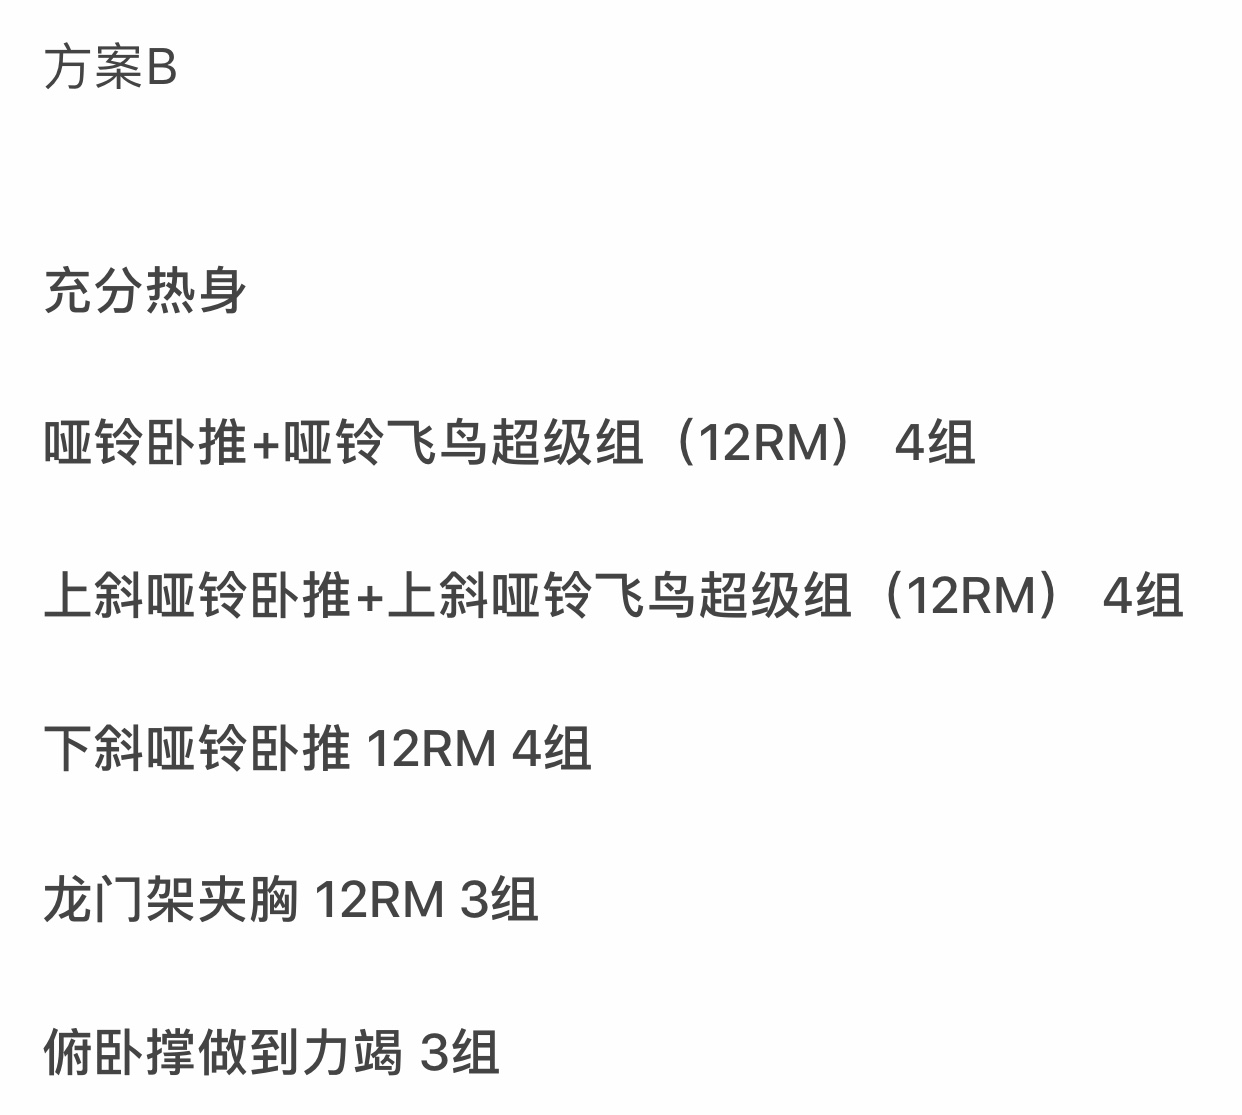 方案B
充分热身
哑铃卧推+哑铃飞鸟超级组（12RM） 4组
上斜哑铃卧推+上斜哑铃飞鸟超级组（12RM） 4组
下斜哑铃卧推 12RM 4组
龙门架夹胸 12RM 3组
俯卧撑做到力竭 3组